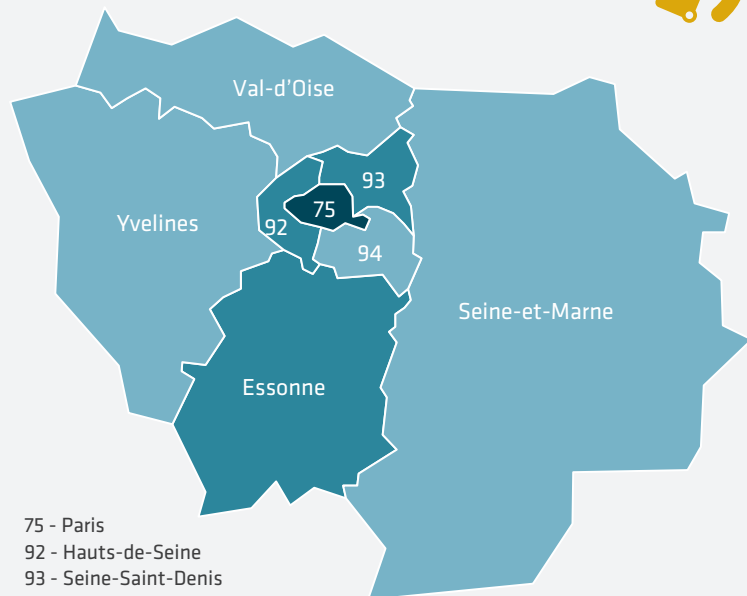 Val-d'Oise
93
75
Yvelines
92
94
Seine-et-Marne
Essonne
75 - Paris
92 - Hauts-de-Seine
93 - Seine-Saint-Denis